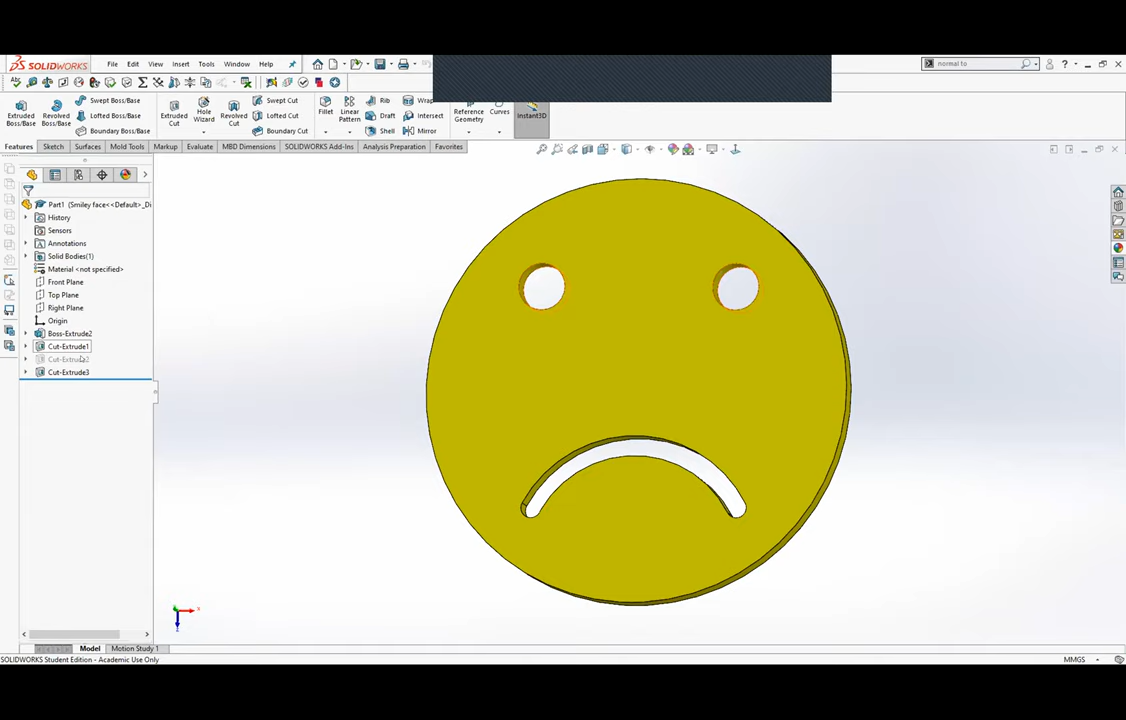 SOLIDWORKS File Edit View Insert Tools Window Help normal to
Extruded Boss/Base Revolved Boss/Base Swept Boss/Base Lofted Boss/Base Boundary Boss/Base Extruded Cut Hole Wizard Revolved Cut Swept Cut Lofted Cut Boundary Cut Fillet Linear Pattern Rib Draft Shell Wrap Intersect Mirror Reference Geometry Curves Instant3D
Features Sketch Mold Tools Surfaces Markup Evaluate MBD Dimensions SOLIDWORKS Add-Ins Analysis Preparation Favorites
Part1 (Smiley face<<Default>_Di
History
Sensors
Annotations
Solid Bodies(1)
Material <not specified>
Front Plane
Top Plane
Right Plane
Origin
Boss-Extrude2
Cut-Extrude1
Cut-Extrude2
Cut-Extrude3
Model Motion Study 1
SOLIDWORKS Student Edition - Academic Use Only MMGS